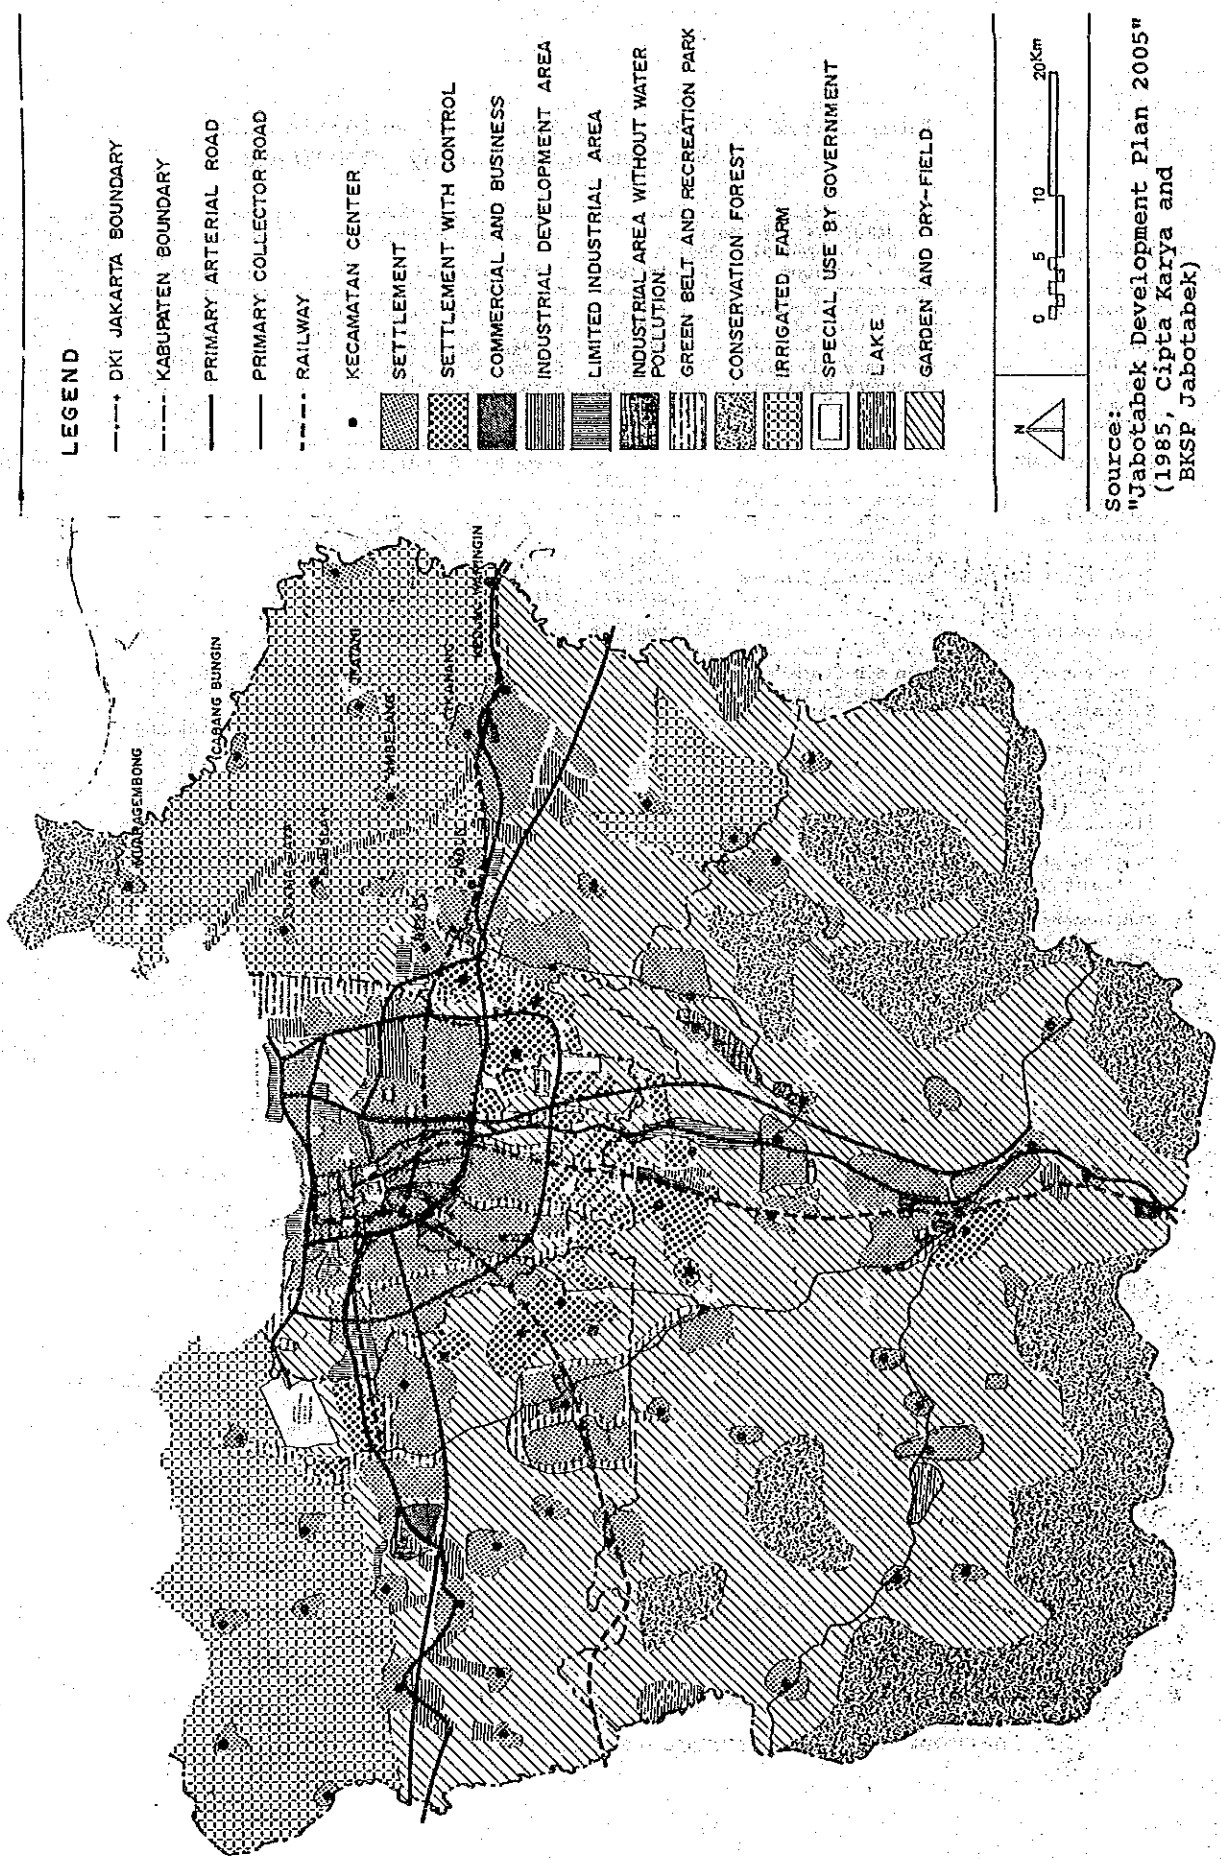 LEGEND
DKI JAKARTA BOUNDARY
KABUPATEN BOUNDARY
PRIMARY ARTERIAL ROAD
PRIMARY COLLECTOR ROAD
RAILWAY
KECAMATAN CENTER
SETTLEMENT
SETTLEMENT WITH CONTROL
COMMERCIAL AND BUSINESS
INDUSTRIAL DEVELOPMENT AREA
LIMITED INDUSTRIAL AREA
INDUSTRIAL AREA WITHOUT WATER
POLLUTION
GREEN BELT AND RECREATION PARK
CONSERVATION FOREST
IRRIGATED FARM
SPECIAL USE BY GOVERNMENT
LAKE
GARDEN AND DRY-FIELD
N
0 5 10 20Km
Source:
"Jabotabek Development Plan 2005"
(1985, Cipta Karya and
BKSP Jabotabek)
MUARAGEMBONG
CABANG BUNGIN